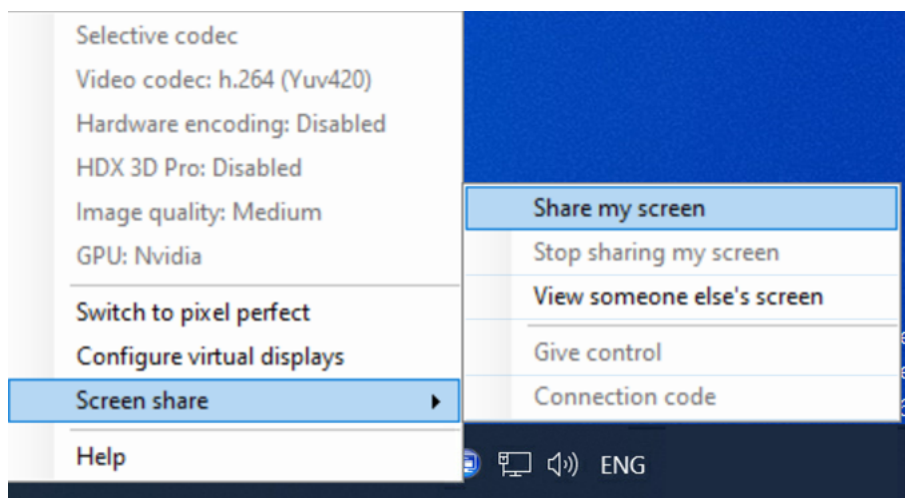 Selective codec
Video codec: h.264 (Yuv420)
Hardware encoding: Disabled
HDX 3D Pro: Disabled
Image quality: Medium
GPU: Nvidia
Switch to pixel perfect
Configure virtual displays
Screen share
Help
Share my screen
Stop sharing my screen
View someone else's screen
Give control
Connection code
ENG